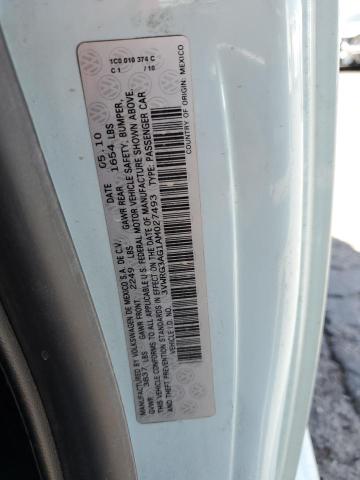 1C0 010 374 C
C 1 / 10
COUNTRY OF ORIGIN: MEXICO
MANUFACTURED BY VOLKSWAGEN DE MEXICO S.A. DE C.V. DATE 05.10
GVWR 3837 LBS GAWR FRONT 2249 LBS GAWR REAR 1654 LBS
THIS VEHICLE CONFORMS TO ALL APPLICABLE U.S. FEDERAL MOTOR VEHICLE SAFETY, BUMPER,
AND THEFT PREVENTION STANDARDS IN EFFECT ON THE DATE OF MANUFACTURE SHOWN ABOVE.
VEHICLE I.D. NO. 3VWRG3AG1AM027493 TYPE: PASSENGER CAR